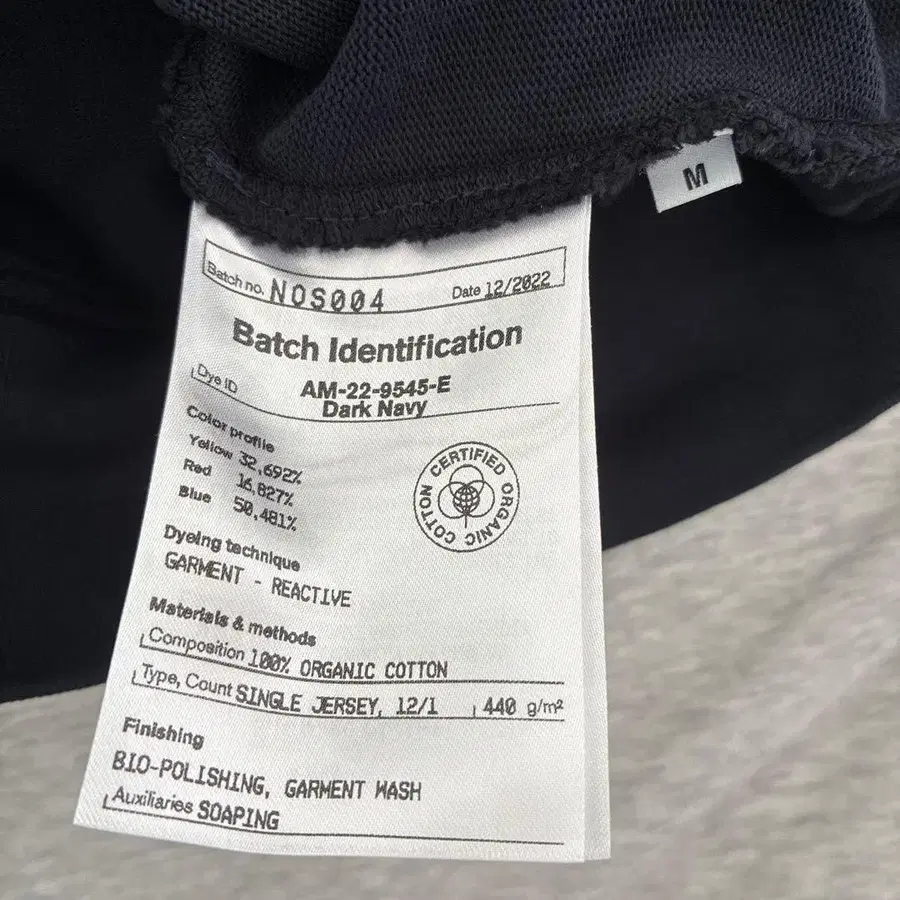 M
Batch no. NOS004 Date 12/2022
Batch Identification
Dye ID AM-22-9545-E
Dark Navy
Color profile
Yellow 32,692%
Red 16,827%
Blue 50,481%
CERTIFIED ORGANIC COTTON
Dyeing technique
GARMENT - REACTIVE
Materials & methods
Composition 100% ORGANIC COTTON
Type, Count SINGLE JERSEY, 12/1 440 g/m²
Finishing
BIO-POLISHING, GARMENT WASH
Auxiliaries SOAPING